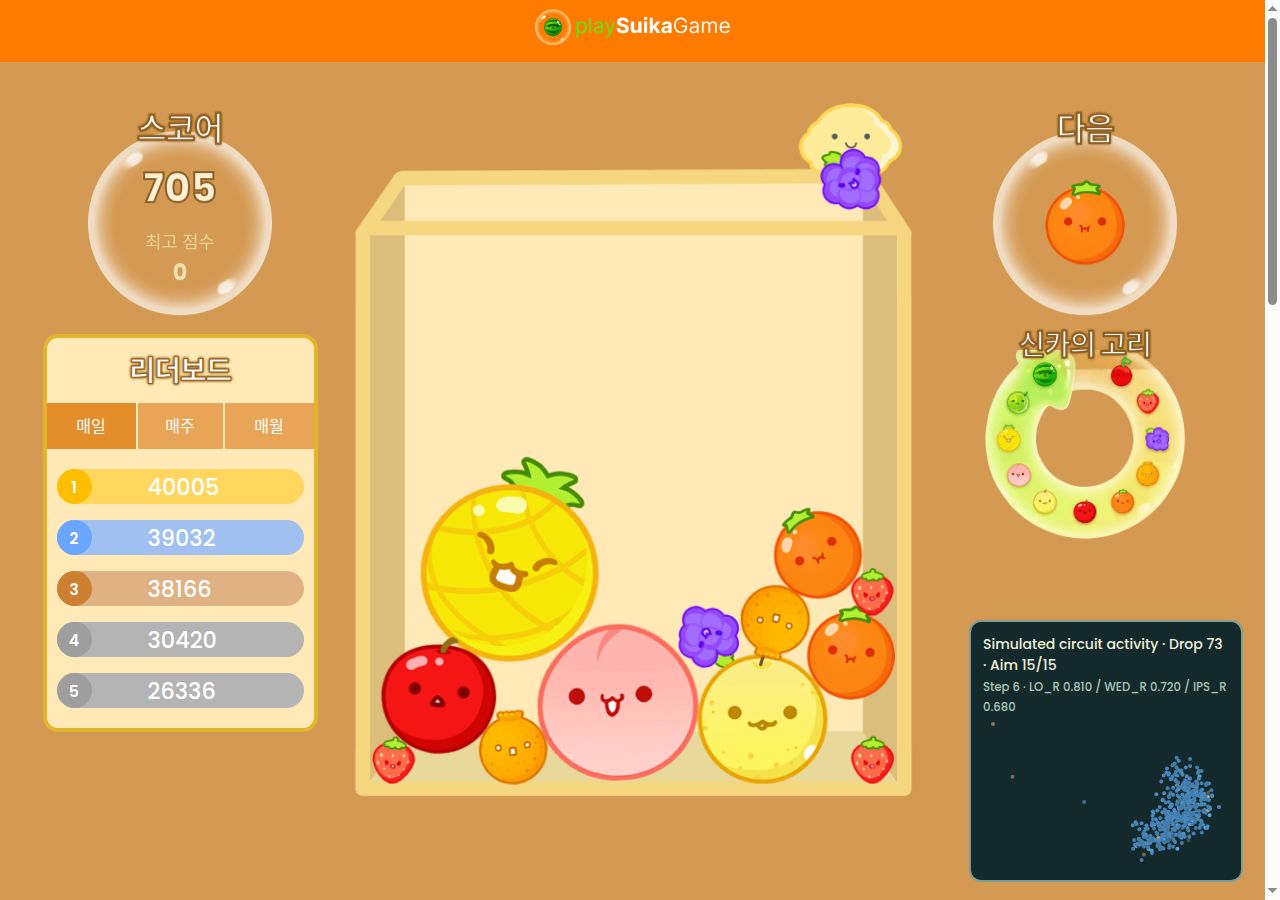 playSuikaGame
스코어
705
최고 점수
0
리더보드
매일 매주 매월
1 40005
2 39032
3 38166
4 30420
5 26336
다음
신카의 고리
Simulated circuit activity · Drop 73
· Aim 15/15
Step 6 · LO_R 0.810 / WED_R 0.720 / IPS_R
0.680